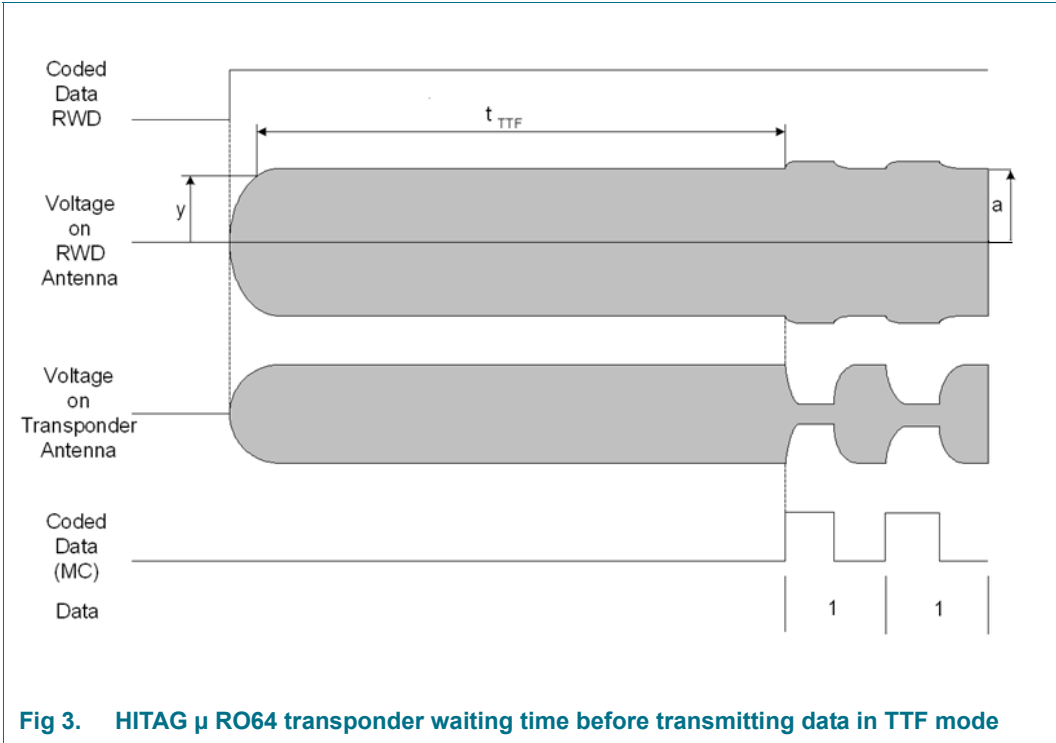 Coded
Data
RWD
t TTF
Voltage
on
RWD
Antenna
y
a
Voltage
on
Transponder
Antenna
Coded
Data
(MC)
Data
1
1
Fig 3. HITAG µ RO64 transponder waiting time before transmitting data in TTF mode